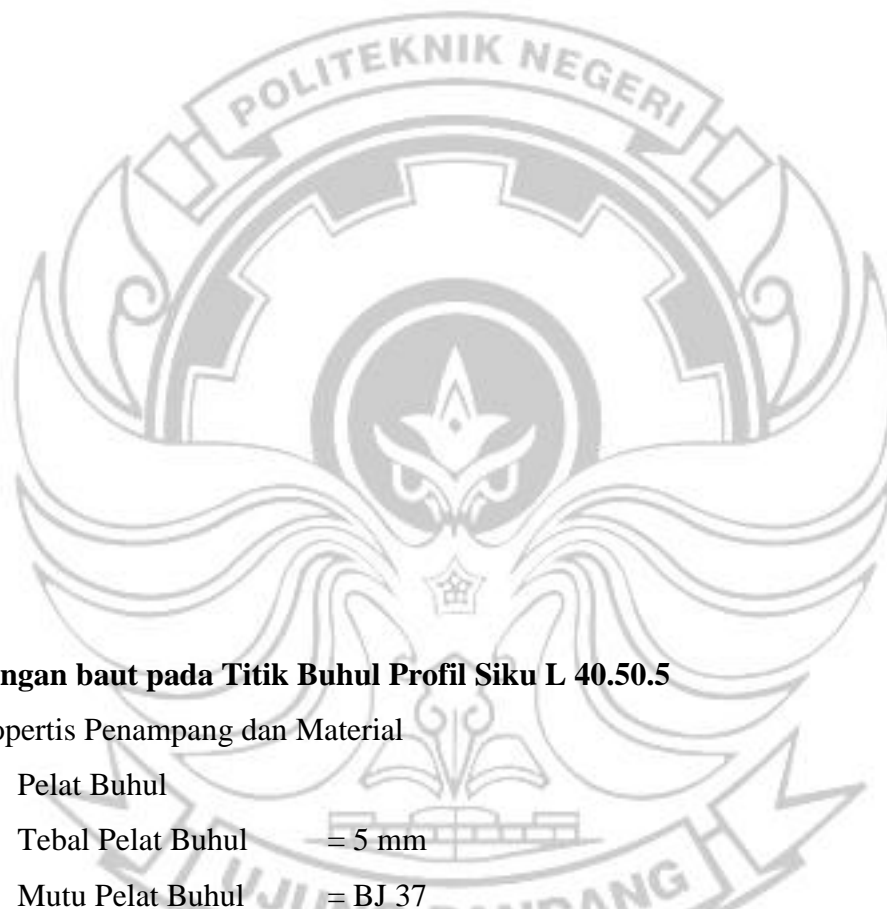 POLITEKNIK NEGERI
ngan baut pada Titik Buhul Profil Siku L 40.50.5
opertis Penampang dan Material
Pelat Buhul
Tebal Pelat Buhul = 5 mm
Mutu Pelat Buhul = BJ 37